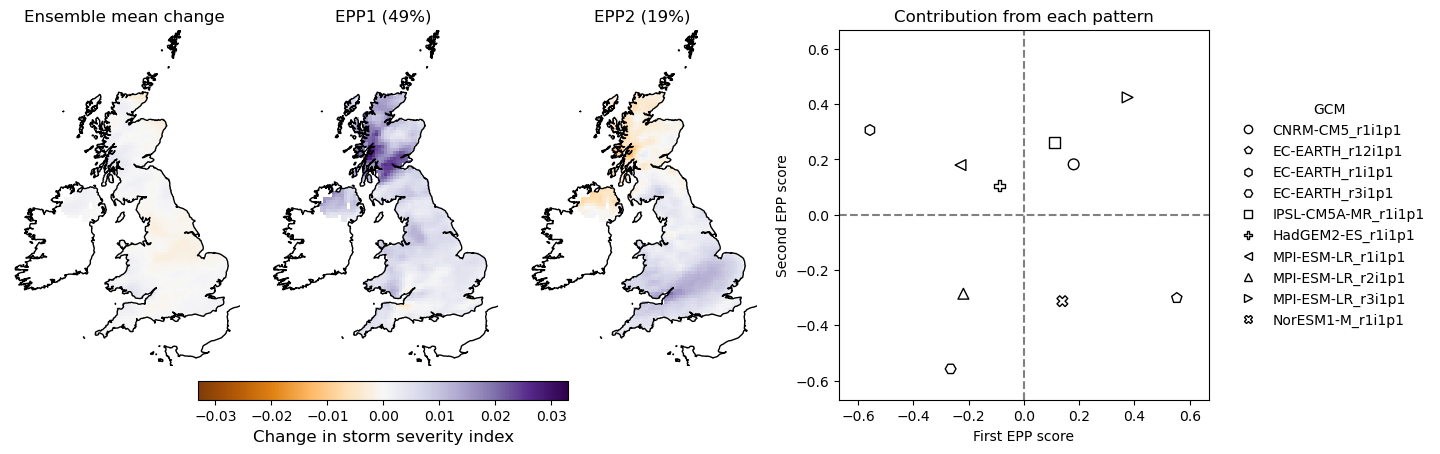 Ensemble mean change
EPP1 (49%)
EPP2 (19%)
−0.03 −0.02 −0.01 0.00 0.01 0.02 0.03
Change in storm severity index
Contribution from each pattern
0.6
0.4
0.2
0.0
−0.2
−0.4
−0.6
Second EPP score
−0.6 −0.4 −0.2 0.0 0.2 0.4 0.6
First EPP score
GCM
CNRM-CM5_r1i1p1
EC-EARTH_r12i1p1
EC-EARTH_r1i1p1
EC-EARTH_r3i1p1
IPSL-CM5A-MR_r1i1p1
HadGEM2-ES_r1i1p1
MPI-ESM-LR_r1i1p1
MPI-ESM-LR_r2i1p1
MPI-ESM-LR_r3i1p1
NorESM1-M_r1i1p1